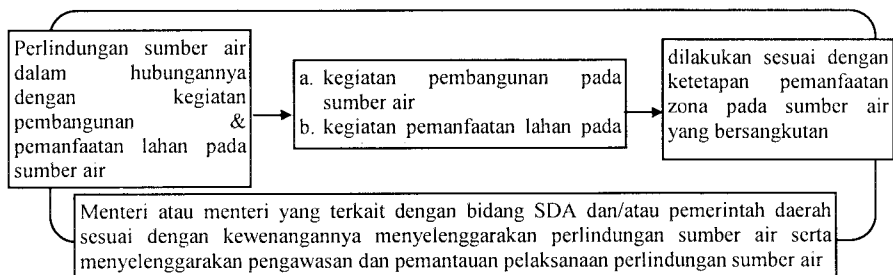 Perlindungan sumber air
dalam hubungannya
dengan kegiatan
pembangunan &
pemanfaatan lahan pada
sumber air
a. kegiatan pembangunan pada
sumber air
b. kegiatan pemanfaatan lahan pada
dilakukan sesuai dengan
ketetapan pemanfaatan
zona pada sumber air
yang bersangkutan
Menteri atau menteri yang terkait dengan bidang SDA dan/atau pemerintah daerah
sesuai dengan kewenangannya menyelenggarakan perlindungan sumber air serta
menyelenggarakan pengawasan dan pemantauan pelaksanaan perlindungan sumber air